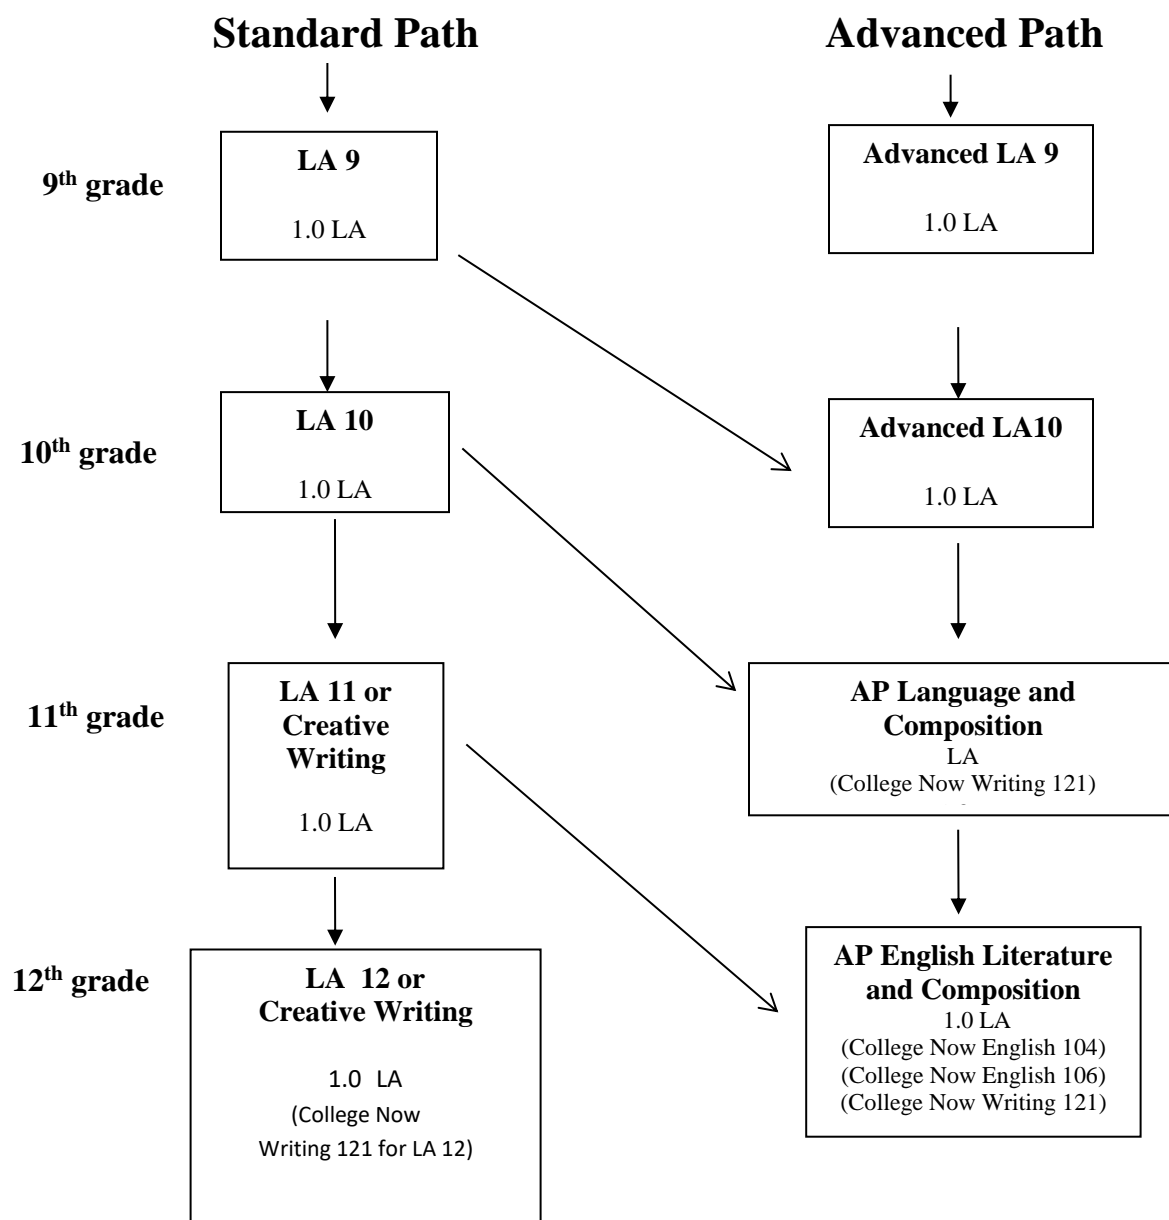 Standard Path
Advanced Path
9th grade
LA 9
1.0 LA
Advanced LA 9
1.0 LA
10th grade
LA 10
1.0 LA
Advanced LA10
1.0 LA
11th grade
LA 11 or
Creative
Writing
1.0 LA
AP Language and
Composition
LA
(College Now Writing 121)
12th grade
LA 12 or
Creative Writing
1.0 LA
(College Now
Writing 121 for LA 12)
AP English Literature
and Composition
1.0 LA
(College Now English 104)
(College Now English 106)
(College Now Writing 121)